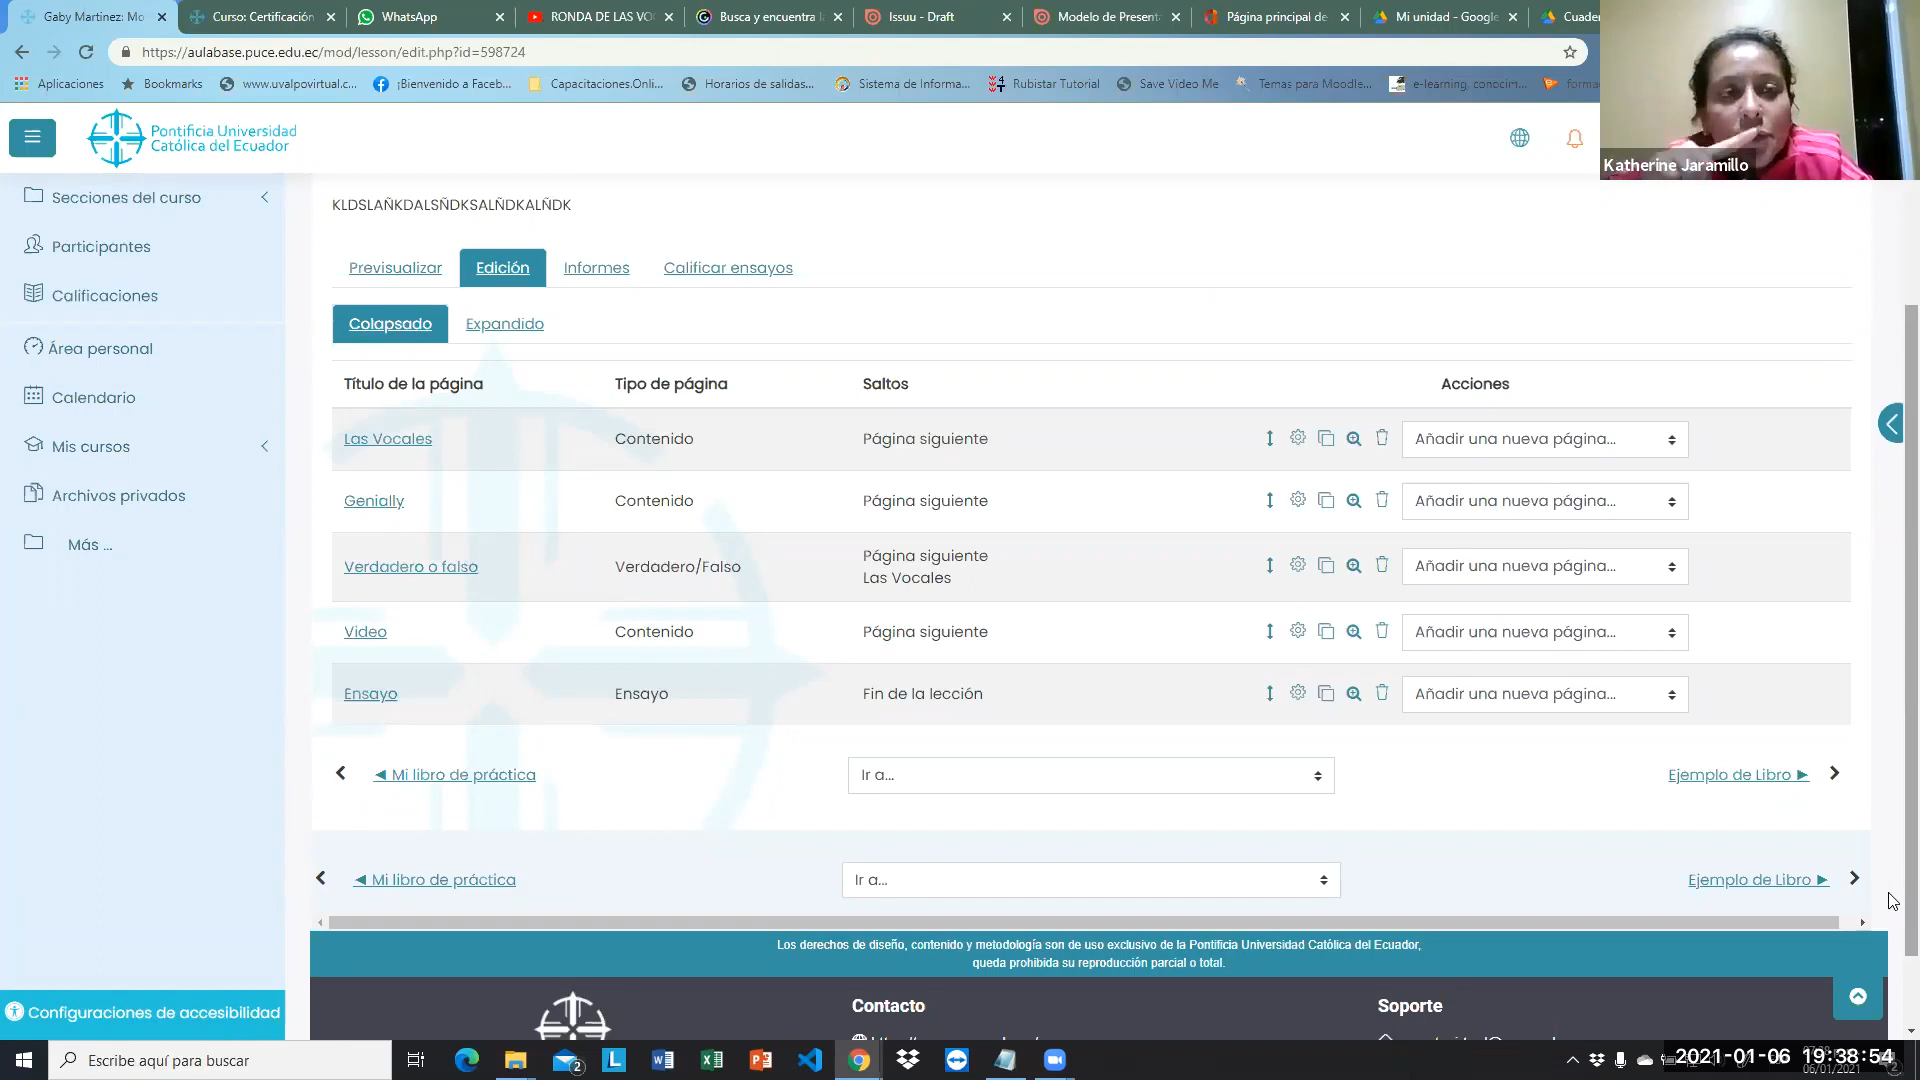 Gaby Martinez: Mo
Curso: Certificación
WhatsApp
RONDA DE LAS VO
Busca y encuentra l
Issuu - Draft
Modelo de Present
Página principal de
Mi unidad - Google
Cuade
https://aulabase.puce.edu.ec/mod/lesson/edit.php?id=598724
Aplicaciones
Bookmarks
www.uvalpovirtual.c...
¡Bienvenido a Faceb...
Capacitaciones.Onli...
Horarios de salidas...
Sistema de Informa...
Rubistar Tutorial
Save Video Me
Temas para Moodle...
e-learning, conocim...
forma
Pontificia Universidad
Católica del Ecuador
Katherine Jaramillo
Secciones del curso
Participantes
Calificaciones
Área personal
Calendario
Mis cursos
Archivos privados
Más ...
KLDSLAÑKDALSÑDKSALÑDKALÑDK
Previsualizar
Edición
Informes
Calificar ensayos
Colapsado
Expandido
Título de la página
Tipo de página
Saltos
Acciones
Las Vocales
Contenido
Página siguiente
Añadir una nueva página...
Genially
Contenido
Página siguiente
Añadir una nueva página...
Verdadero o falso
Verdadero/Falso
Página siguiente
Las Vocales
Añadir una nueva página...
Video
Contenido
Página siguiente
Añadir una nueva página...
Ensayo
Ensayo
Fin de la lección
Añadir una nueva página...
◄ Mi libro de práctica
Ir a...
Ejemplo de Libro ►
◄ Mi libro de práctica
Ir a...
Ejemplo de Libro ►
Los derechos de diseño, contenido y metodología son de uso exclusivo de la Pontificia Universidad Católica del Ecuador,
queda prohibida su reproducción parcial o total.
Contacto
Soporte
Configuraciones de accesibilidad
Escribe aquí para buscar
2
2021-01-06 19:38:54
06/01/2021